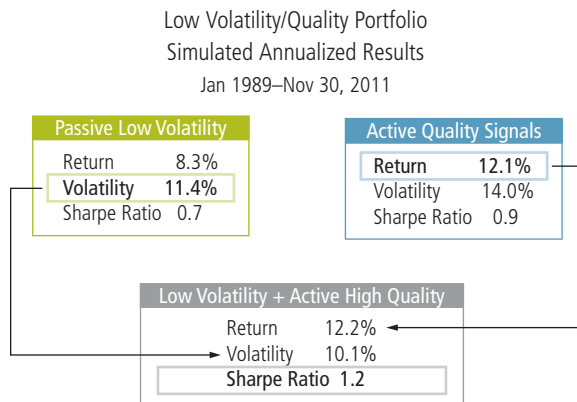 Low Volatility/Quality Portfolio
Simulated Annualized Results
Jan 1989–Nov 30, 2011
Passive Low Volatility
Return 8.3%
Volatility 11.4%
Sharpe Ratio 0.7
Active Quality Signals
Return 12.1%
Volatility 14.0%
Sharpe Ratio 0.9
Low Volatility + Active High Quality
Return 12.2%
Volatility 10.1%
Sharpe Ratio 1.2